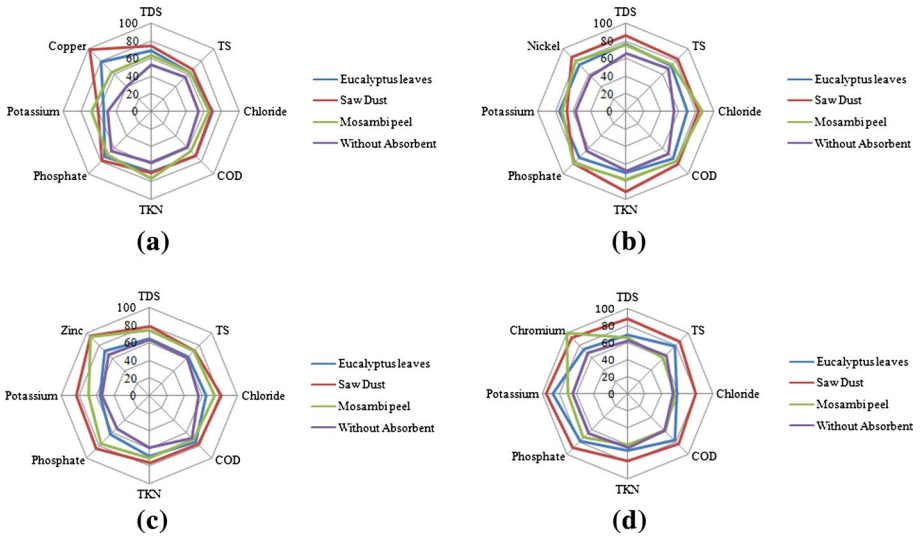 TDS
100
80
60
40
20
0
TS
Chloride
COD
TKN
Phosphate
Potassium
Copper
Eucalyptus leaves
Saw Dust
Mosambi peel
Without Absorbent
(a)
TDS
100
80
60
40
20
0
TS
Chloride
COD
TKN
Phosphate
Potassium
Nickel
Eucalyptus leaves
Saw Dust
Mosambi peel
Without Absorbent
(b)
TDS
100
80
60
40
20
0
TS
Chloride
COD
TKN
Phosphate
Potassium
Zinc
Eucalyptus leaves
Saw Dust
Mosambi peel
Without Absorbent
(c)
TDS
100
80
60
40
20
0
TS
Chloride
COD
TKN
Phosphate
Potassium
Chromium
Eucalyptus leaves
Saw Dust
Mosambi peel
Without Absorbent
(d)